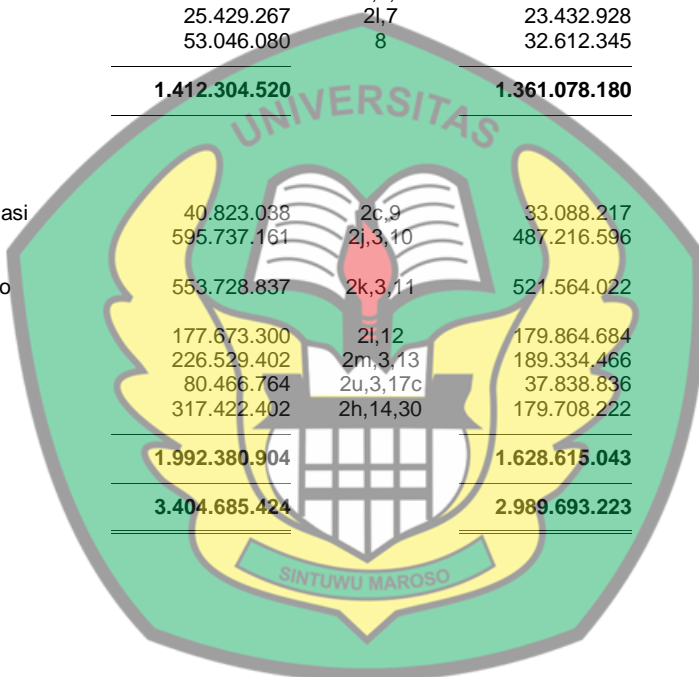 25.429.267 2l,7 23.432.928
53.046.080 8 32.612.345
1.412.304.520 1.361.078.180
UNIVERSITAS
asi 40.823.038 2c,9 33.088.217
595.737.161 2j,3,10 487.216.596
o 553.728.837 2k,3,11 521.564.022
177.673.300 2l,12 179.864.684
226.529.402 2m,3,13 189.334.466
80.466.764 2u,3,17c 37.838.836
317.422.402 2h,14,30 179.708.222
1.992.380.904 1.628.615.043
3.404.685.424 2.989.693.223
SINTUWU MAROSO